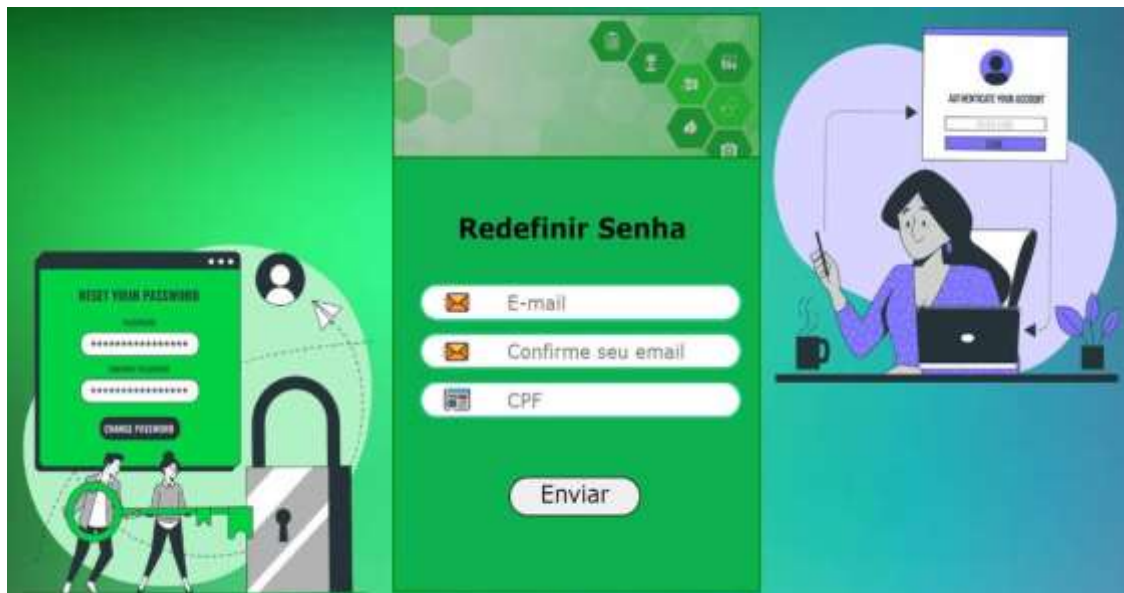 RESET YOUR PASSWORD
****************
****************
CHANGE PASSWORD
Redefinir Senha
E-mail
Confirme seu email
CPF
Enviar
AUTHENTICATE YOUR ACCOUNT